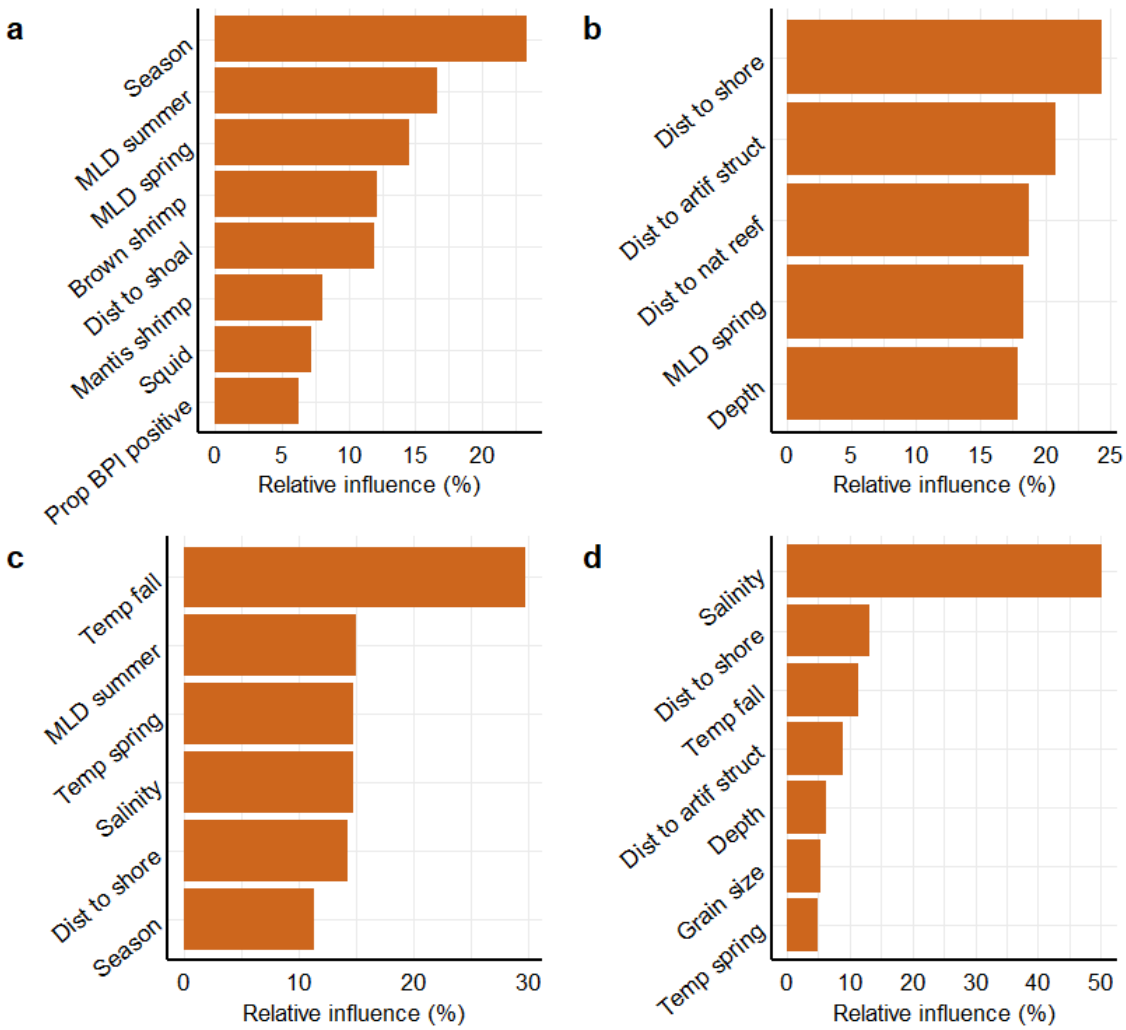 a
Season
MLD summer
MLD spring
Brown shrimp
Dist to shoal
Mantis shrimp
Squid
Prop BPI positive
0 5 10 15 20
Relative influence (%)
b
Dist to shore
Dist to artif struct
Dist to nat reef
MLD spring
Depth
0 5 10 15 20 25
Relative influence (%)
c
Temp fall
MLD summer
Temp spring
Salinity
Dist to shore
Season
0 10 20 30
Relative influence (%)
d
Salinity
Dist to shore
Temp fall
Dist to artif struct
Depth
Grain size
Temp spring
0 10 20 30 40 50
Relative influence (%)